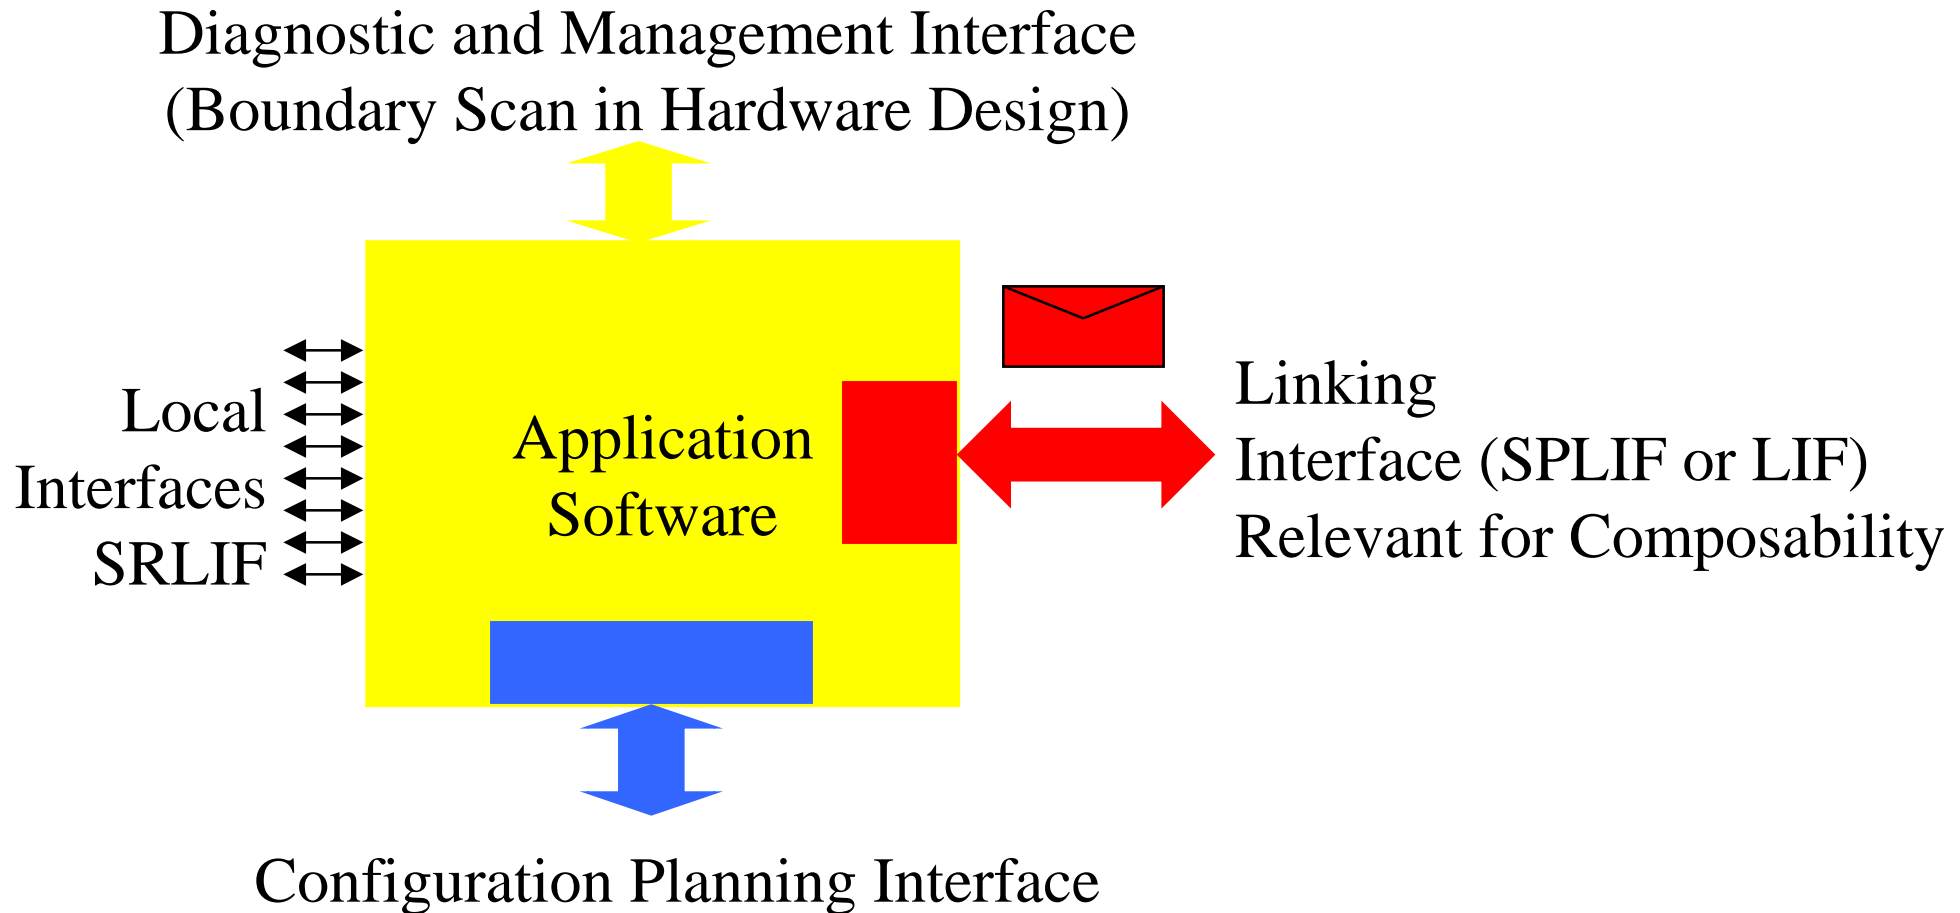 Diagnostic and Management Interface
(Boundary Scan in Hardware Design)
Local
Interfaces
SRLIF
Application
Software
Linking
Interface (SPLIF or LIF)
Relevant for Composability
Configuration Planning Interface